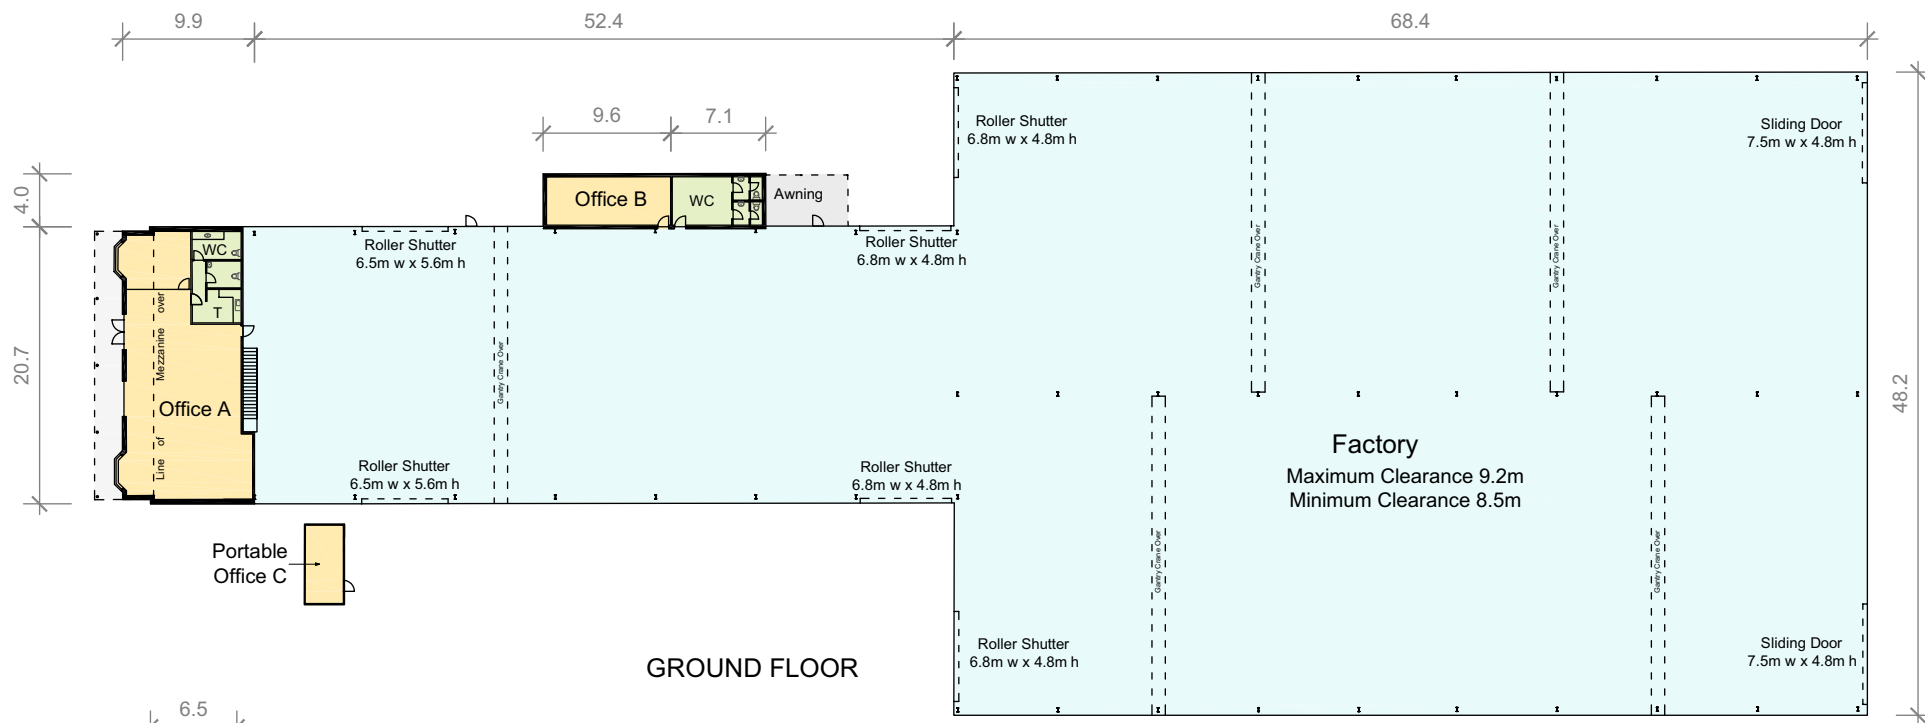 9.9
52.4
68.4
9.6
7.1
4.0
20.7
48.2
Roller Shutter
6.8m w x 4.8m h
Sliding Door
7.5m w x 4.8m h
Office B
WC
Awning
Roller Shutter
6.5m w x 5.6m h
Roller Shutter
6.8m w x 4.8m h
WC
T
Line of Mezzanine over
Office A
Gantry Crane Over
Gantry Crane Over
Gantry Crane Over
Factory
Maximum Clearance 9.2m
Minimum Clearance 8.5m
Roller Shutter
6.5m w x 5.6m h
Roller Shutter
6.8m w x 4.8m h
Gantry Crane Over
Gantry Crane Over
Portable
Office C
Roller Shutter
6.8m w x 4.8m h
Sliding Door
7.5m w x 4.8m h
GROUND FLOOR
6.5